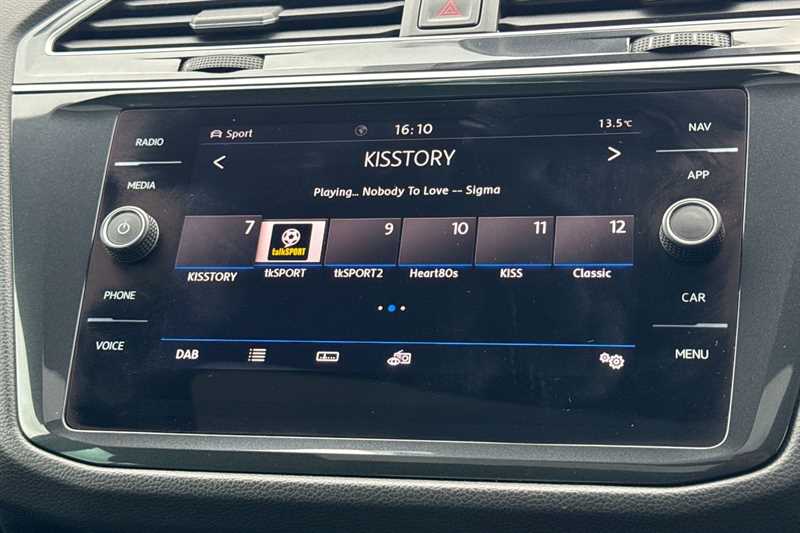 RADIO
MEDIA
PHONE
VOICE
Sport
16:10
13.5℃
< KISSTORY >
Playing... Nobody To Love -- Sigma
7
9
10
11
12
talkSPORT
KISSTORY
tkSPORT
tkSPORT2
Heart80s
KISS
Classic
DAB
NAV
APP
CAR
MENU